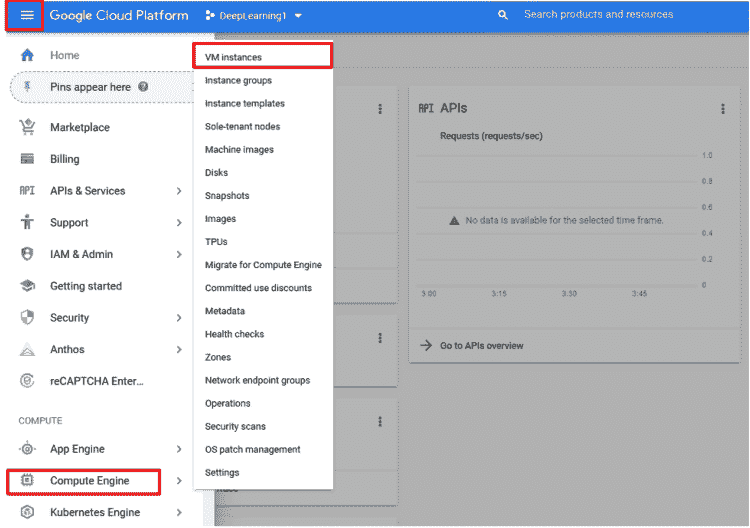 Google Cloud Platform
DeepLearning1
Search products and resources
Home
Pins appear here
Marketplace
Billing
API APIs & Services
Support
IAM & Admin
Getting started
Security
Anthos
reCAPTCHA Enter...
COMPUTE
App Engine
Compute Engine
Kubernetes Engine
VM instances
Instance groups
Instance templates
Sole-tenant nodes
Machine images
Disks
Snapshots
Images
TPUs
Migrate for Compute Engine
Committed use discounts
Metadata
Health checks
Zones
Network endpoint groups
Operations
Security scans
OS patch management
Settings
API APIs
Requests (requests/sec)
1.0
0.8
0.6
0.4
0.2
0
No data is available for the selected time frame.
3:00 3:15 3:30 3:45
Go to APIs overview